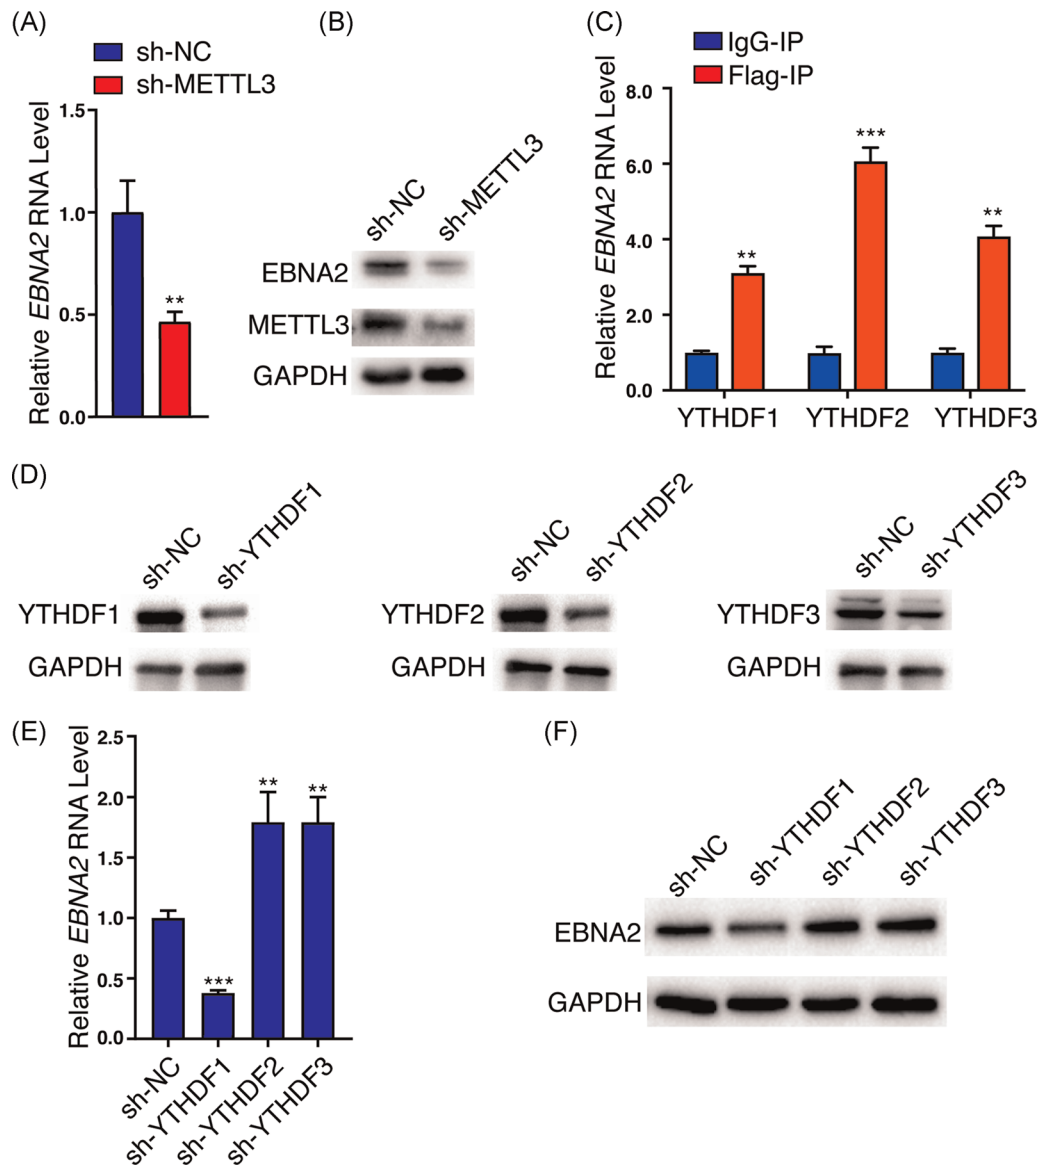 (A)
sh-NC
sh-METTL3
Relative EBNA2 RNA Level
1.5
1.0
0.5
0.0
**
(B)
sh-NC
sh-METTL3
EBNA2
METTL3
GAPDH
(C)
IgG-IP
Flag-IP
Relative EBNA2 RNA Level
8.0
6.0
4.0
2.0
0.0
**
***
**
YTHDF1
YTHDF2
YTHDF3
(D)
sh-NC
sh-YTHDF1
YTHDF1
GAPDH
sh-NC
sh-YTHDF2
YTHDF2
GAPDH
sh-NC
sh-YTHDF3
YTHDF3
GAPDH
(E)
Relative EBNA2 RNA Level
2.5
2.0
1.5
1.0
0.5
0.0
***
**
**
sh-NC
sh-YTHDF1
sh-YTHDF2
sh-YTHDF3
(F)
sh-NC
sh-YTHDF1
sh-YTHDF2
sh-YTHDF3
EBNA2
GAPDH